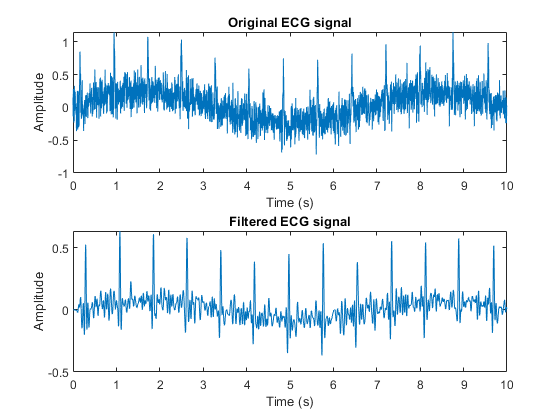 Original ECG signal
Amplitude
1
0.5
0
-0.5
-1
0 1 2 3 4 5 6 7 8 9 10
Time (s)
Filtered ECG signal
Amplitude
0.5
0
-0.5
0 1 2 3 4 5 6 7 8 9 10
Time (s)